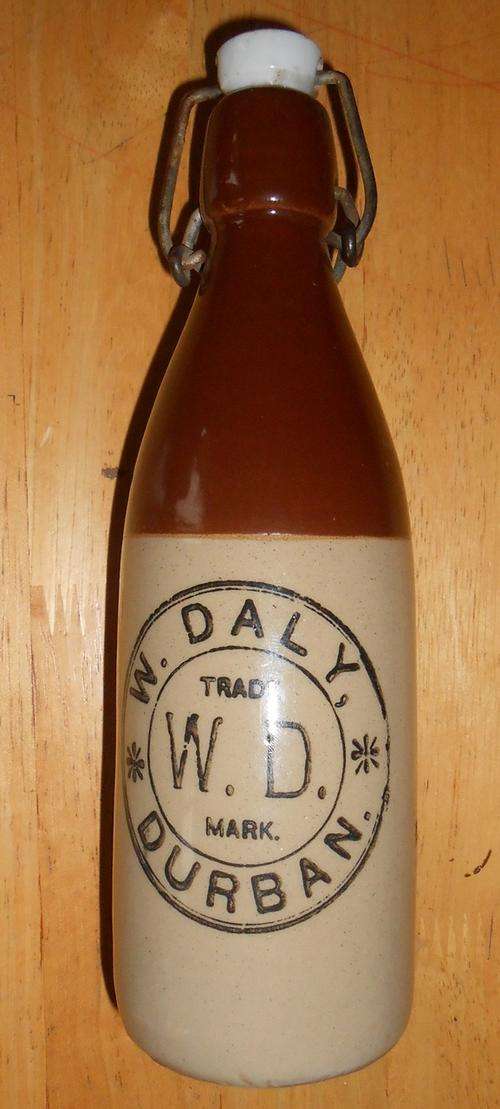 W. DALY,
TRADE
W. D.
MARK.
DURBAN.